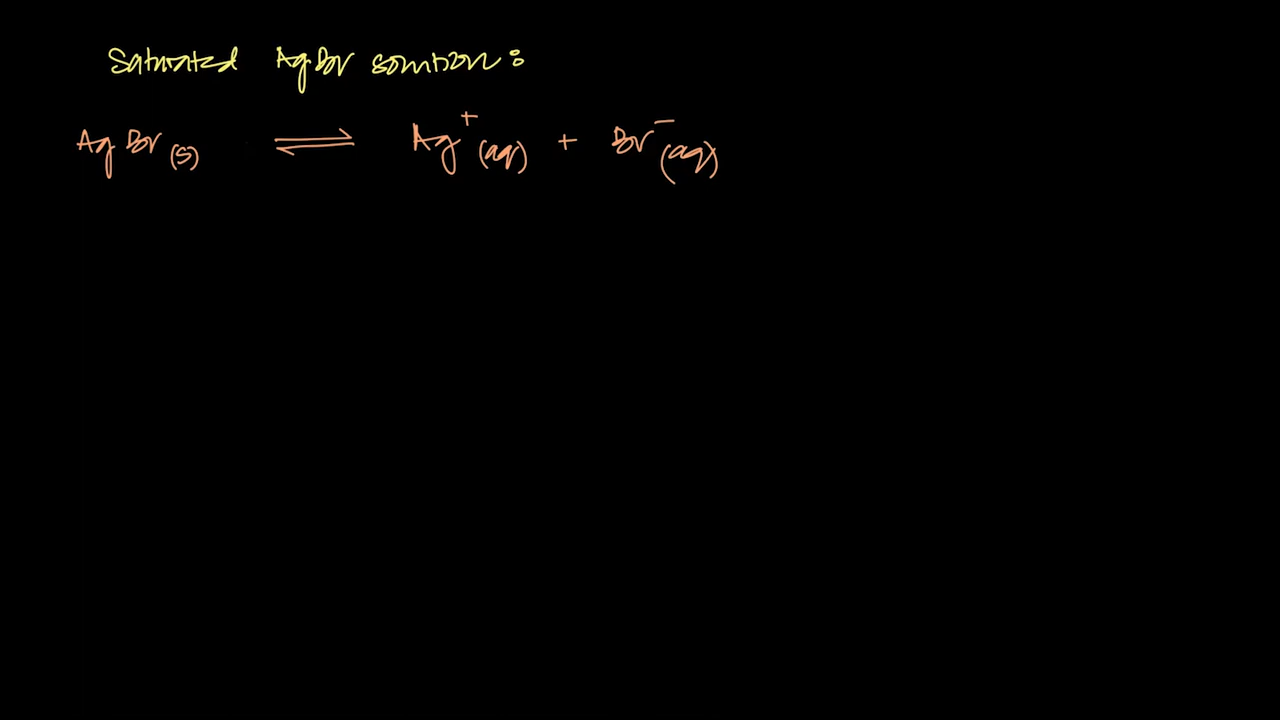 Saturated AgBr solution:
AgBr(s) ⇌ Ag⁺(aq) + Br⁻(aq)